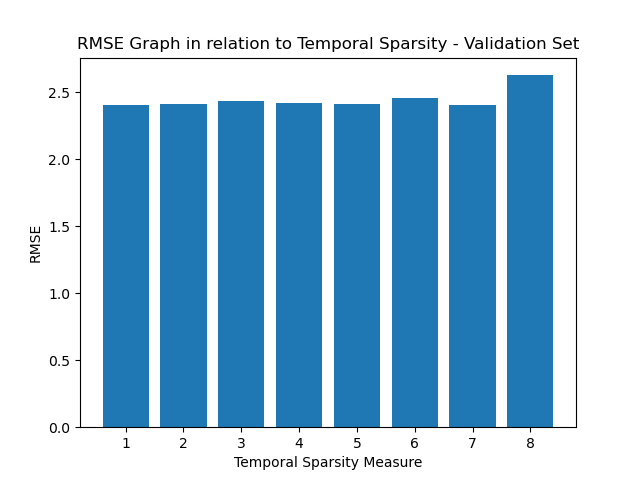 RMSE Graph in relation to Temporal Sparsity - Validation Set
2.5
2.0
1.5
1.0
0.5
0.0
RMSE
1 2 3 4 5 6 7 8
Temporal Sparsity Measure